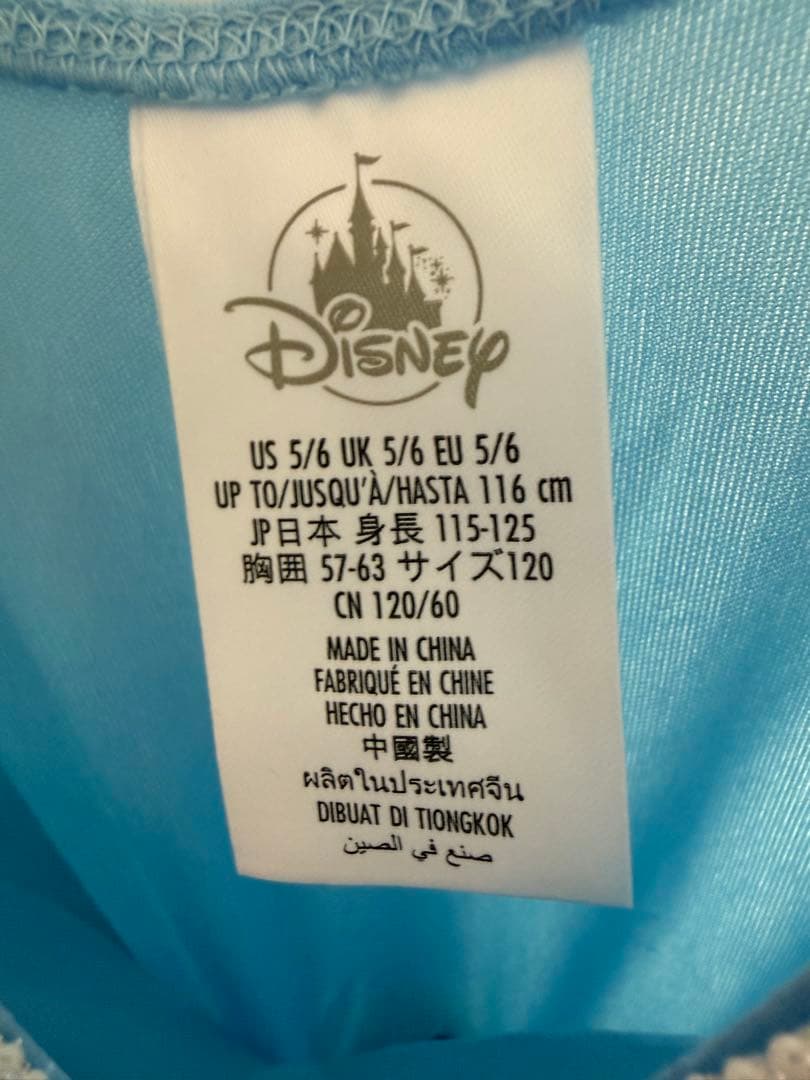 Disney
US 5/6 UK 5/6 EU 5/6
UP TO/JUSQU'À/HASTA 116 cm
JP日本 身長 115-125
胸囲 57-63 サイズ120
CN 120/60
MADE IN CHINA
FABRIQUÉ EN CHINE
HECHO EN CHINA
中國製
ผลิตในประเทศจีน
DIBUAT DI TIONGKOK
صنع في الصين